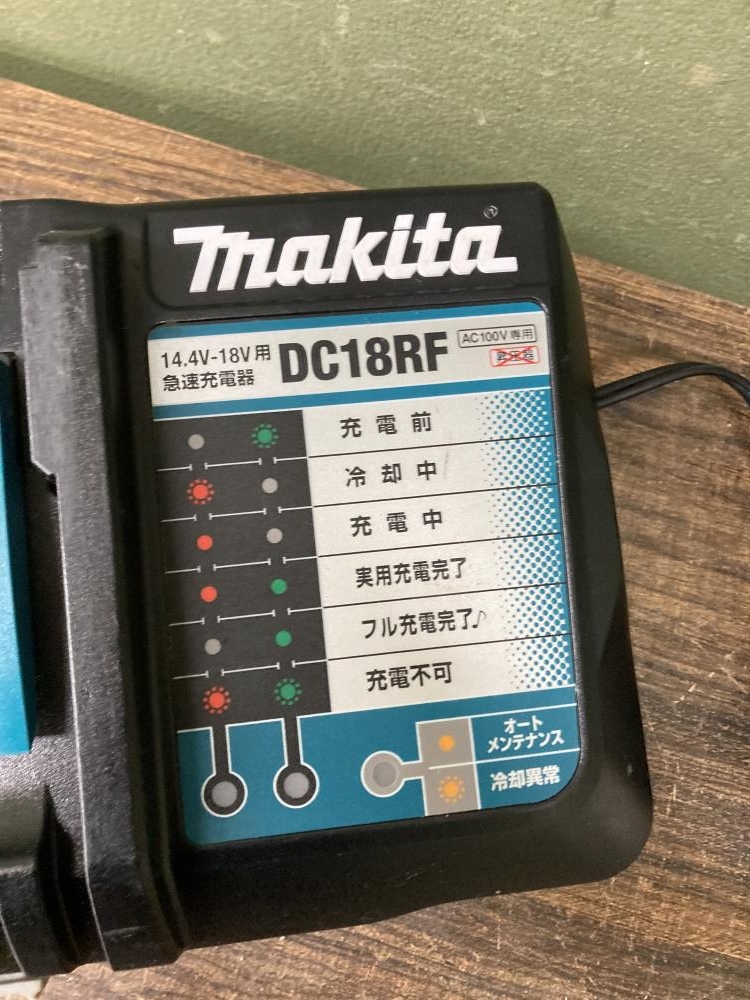 makita®
14.4V-18V用
急速充電器
DC18RF
AC100V専用
昇圧器
充電前
冷却中
充電中
実用充電完了
フル充電完了♪
充電不可
オート
メンテナンス
冷却異常